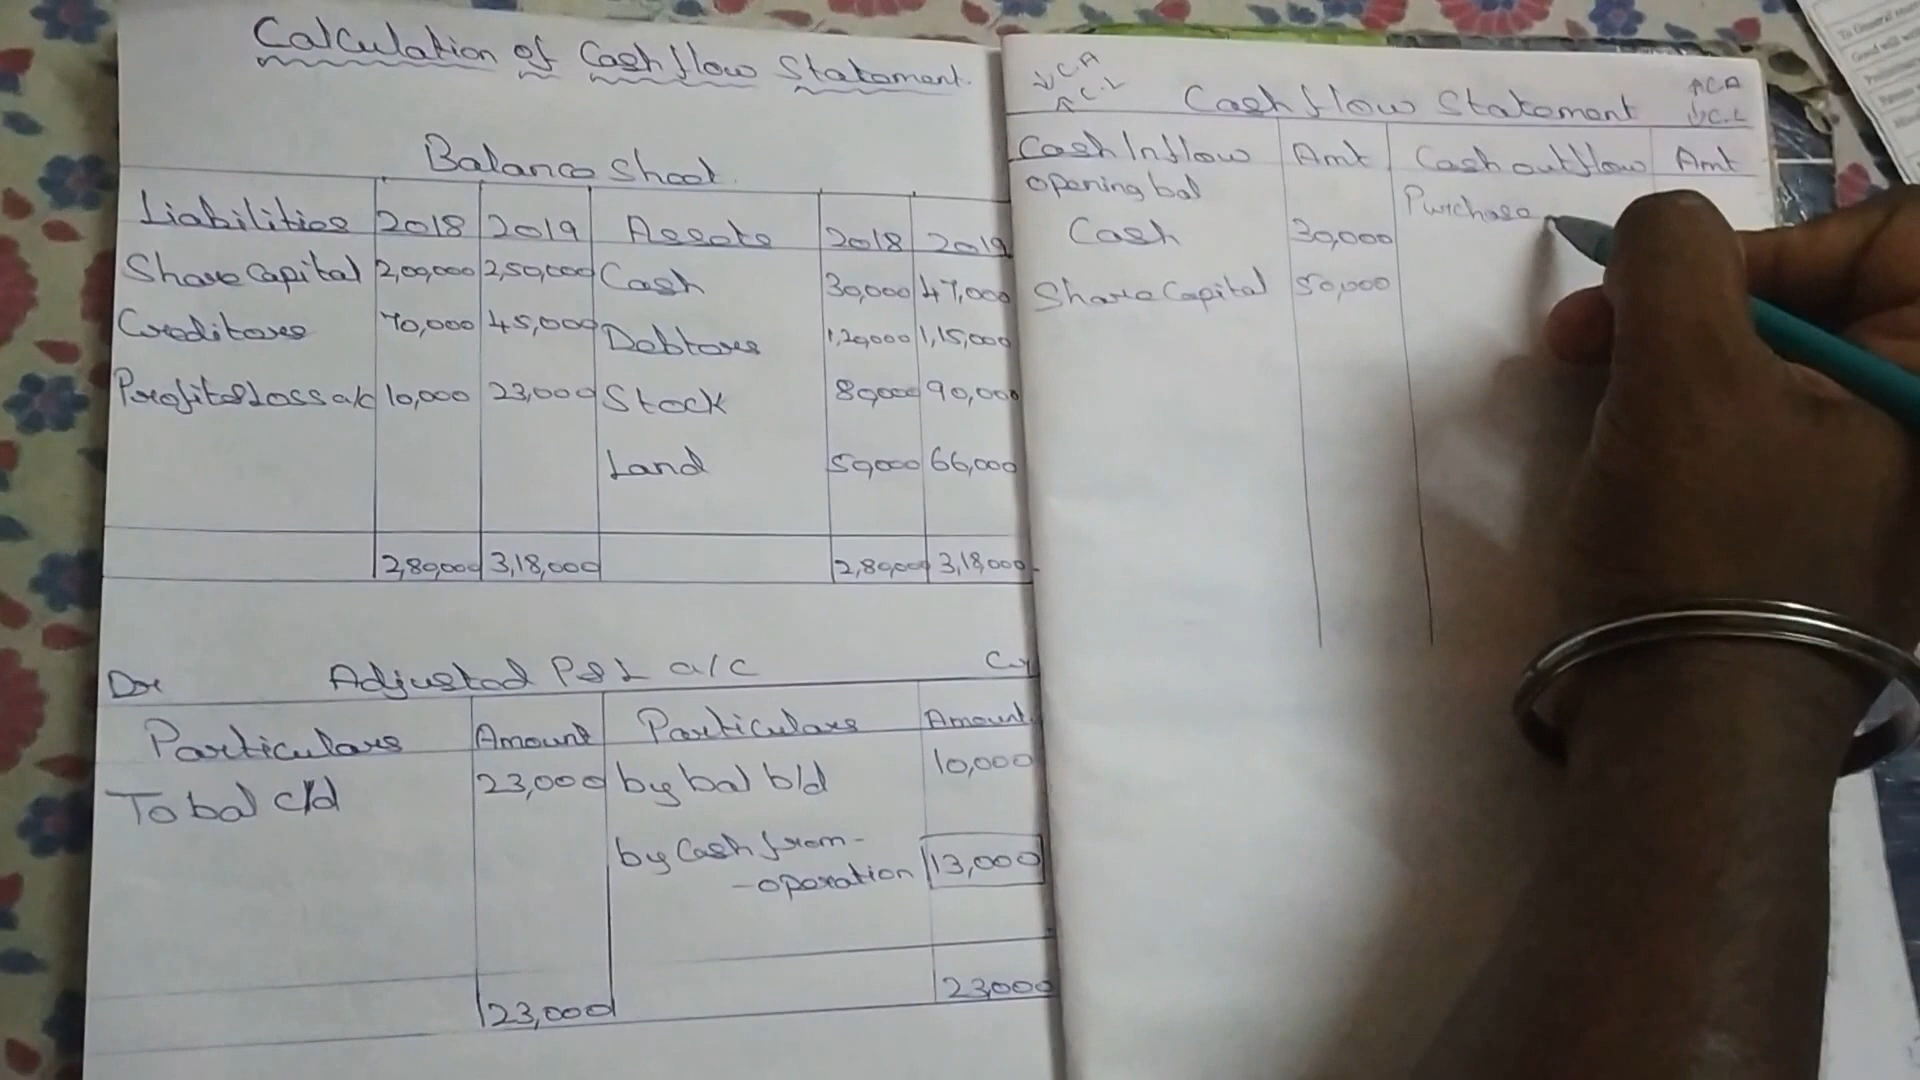 Calculation of Cash flow Statement.
Balance Sheet.
Liabilities 2018 2019 Assets 2018 2019
Share Capital 2,00,000 2,50,000 Cash 30,000 47,000
Creditors 70,000 45,000 Debtors 1,20,000 1,15,000
Profit & Loss a/c 10,000 23,000 Stock 80,000 90,000
Land 50,000 66,000
2,80,000 3,18,000 2,80,000 3,18,000
Dr Adjusted P & L a/c Cr
Particulars Amount Particulars Amount
To bal c/d 23,000 by bal b/d 10,000
by Cash from-
-operation 13,000
23,000 23,000
↓ C.A
↑ C.L
Cash flow Statement
↑C.A
↓C.L
Cash Inflow Amt Cash outflow Amt
Opening bal Purchase
Cash 30,000
Share Capital 50,000
To General
Good will